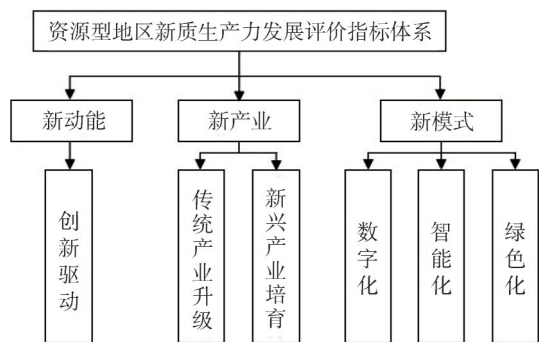 资源型地区新质生产力发展评价指标体系
新动能
新产业
新模式
创新驱动
传统产业升级
新兴产业培育
数字化
智能化
绿色化